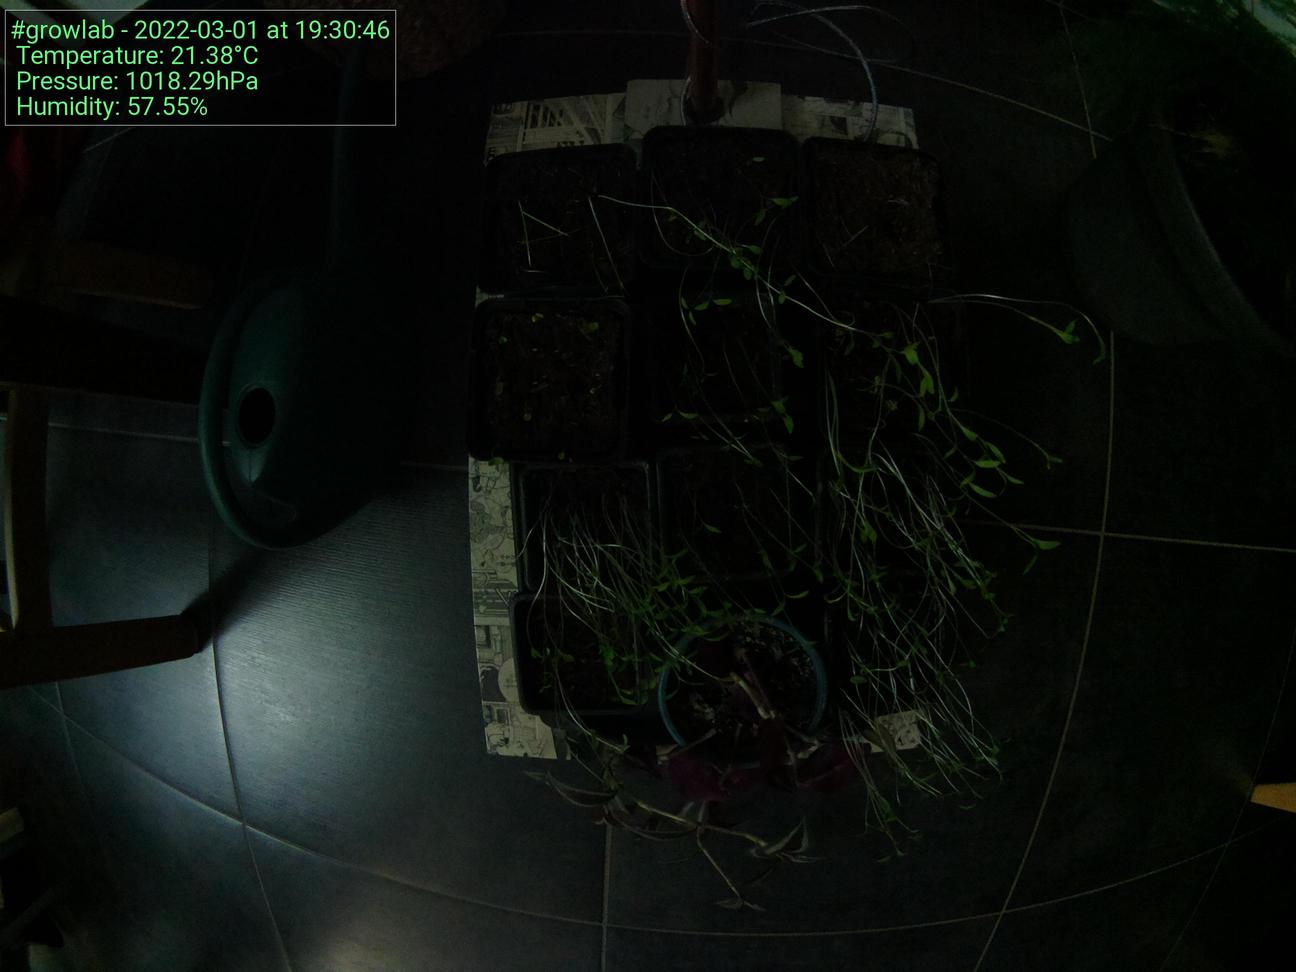 #growlab - 2022-03-01 at 19:30:46
Temperature: 21.38°C
Pressure: 1018.29hPa
Humidity: 57.55%